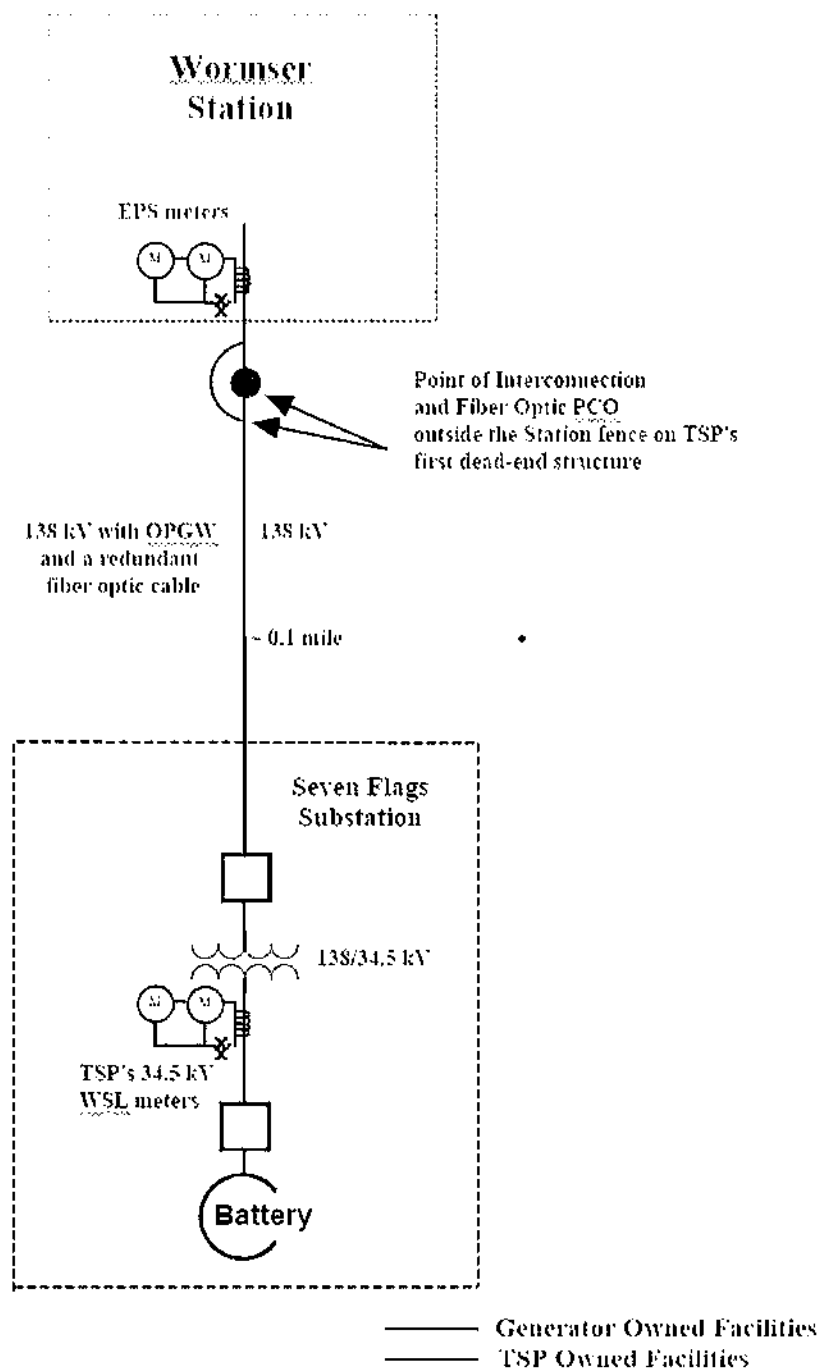 Wormser
Station
EPS meters
M M
Point of Interconnection
and Fiber Optic PCO
outside the Station fence on TSP's
first dead-end structure
138 kV with OPGW
and a redundant
fiber optic cable
138 kV
~ 0.1 mile
Seven Flags
Substation
138/34.5 kV
M M
TSP's 34.5 kV
WSL meters
Battery
Generator Owned Facilities
TSP Owned Facilities